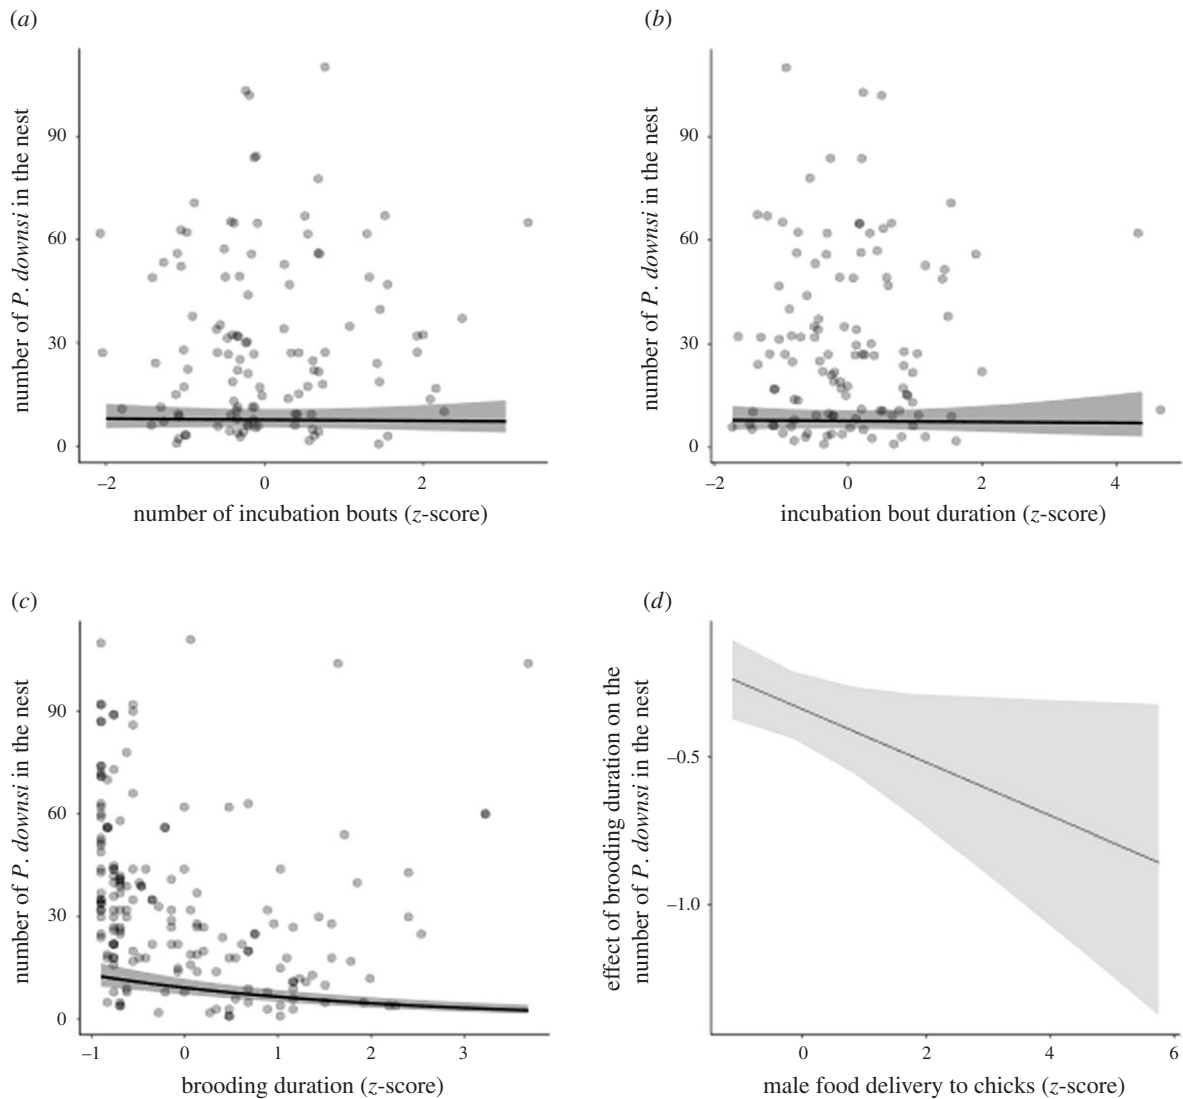 (a)
number of P. downsi in the nest
90
60
30
0
–2
0
2
number of incubation bouts (z-score)
(b)
number of P. downsi in the nest
90
60
30
0
–2
0
2
4
incubation bout duration (z-score)
(c)
number of P. downsi in the nest
90
60
30
0
–1
0
1
2
3
brooding duration (z-score)
(d)
effect of brooding duration on the
number of P. downsi in the nest
–0.5
–1.0
0
2
4
6
male food delivery to chicks (z-score)